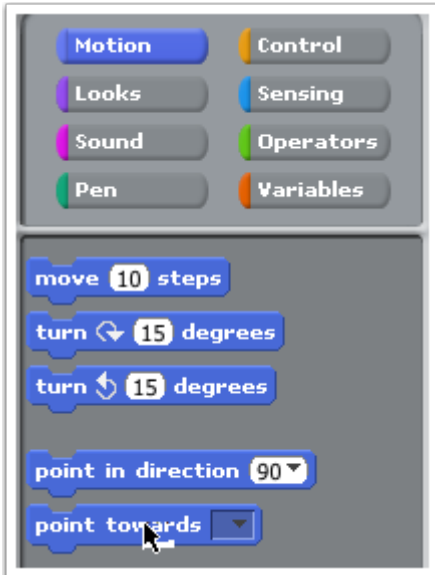 Motion Control
Looks Sensing
Sound Operators
Pen Variables
move 10 steps
turn 15 degrees
turn 15 degrees
point in direction 90
point towards